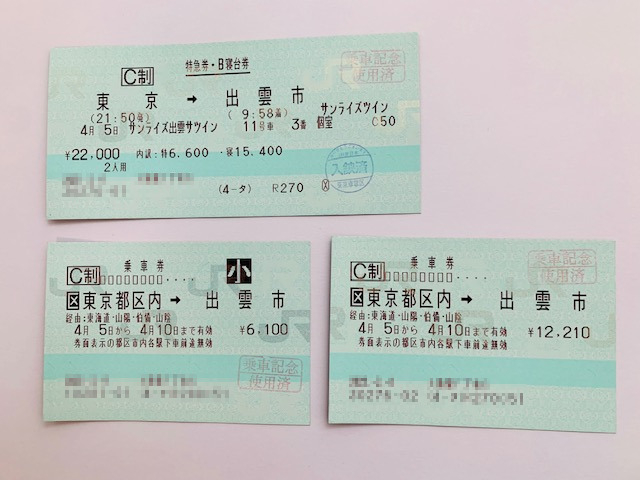 特急券・B寝台券
C制
乗車記念
使用済
東京 → 出雲市
(21:50発) ( 9:58着) サンライズツイン
4月 5日 サンライズ出雲サツイン 11号車 3番 個室 C50
¥22,000 内訳:特6,600・寝15,400
2人用
入鋏済
(4-タ) R270
乗車券
C制
小
区東京都区内 → 出雲市
経由:東海道・山陽・伯備・山陰
4月 5日から 4月10日まで有効 ¥6,100
券面表示の都区市内各駅下車前途無効
乗車記念
使用済
乗車券
C制
乗車記念
使用済
区東京都区内 → 出雲市
経由:東海道・山陽・伯備・山陰
4月 5日から 4月10日まで有効 ¥12,210
券面表示の都区市内各駅下車前途無効